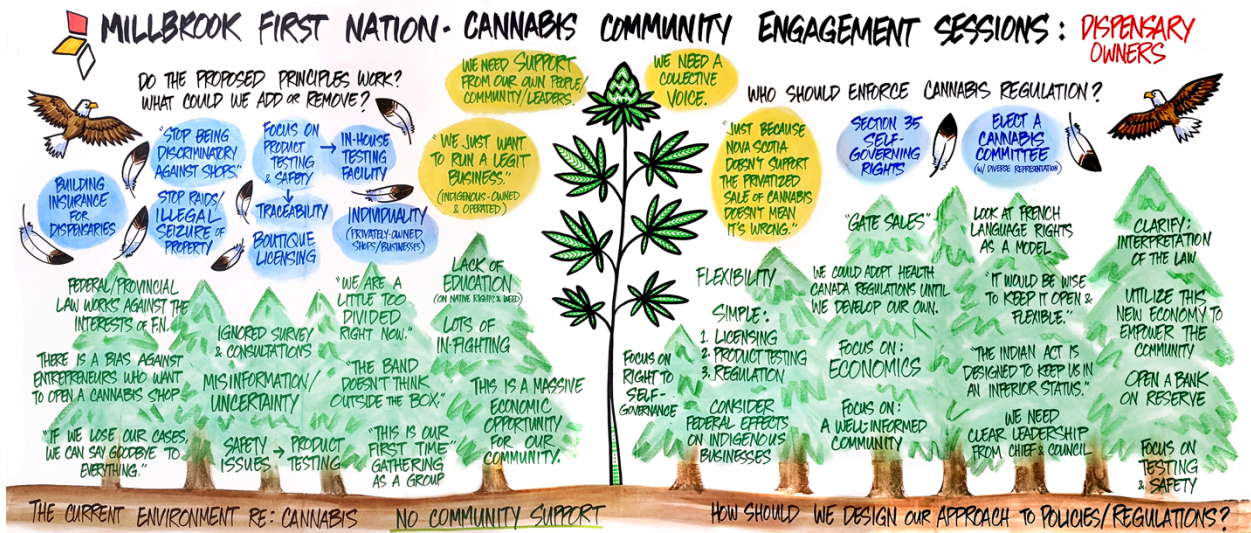 MILLBROOK FIRST NATION - CANNABIS COMMUNITY ENGAGEMENT SESSIONS: DISPENSARY
OWNERS
DO THE PROPOSED PRINCIPLES WORK?
WHAT COULD WE ADD OR REMOVE?
BUILDING
INSURANCE
FOR
DISPENSARIES
"STOP BEING
DISCRIMINATORY
AGAINST SHOPS."
STOP RAIDS/
ILLEGAL
SEIZURE OF
PROPERTY
FOCUS ON
PRODUCT
TESTING
& SAFETY
IN-HOUSE
TESTING
FACILITY
TRACEABILITY
BOUTIQUE
LICENSING
INDIVIDUALITY
(PRIVATELY-OWNED
SHOPS/BUSINESSES)
WE NEED SUPPORT
FROM OUR OWN PEOPLE/
COMMUNITY/LEADERS.
"WE JUST WANT
TO RUN A LEGIT
BUSINESS."
(INDIGENOUS-OWNED
& OPERATED)
WE NEED A
COLLECTIVE
VOICE.
"JUST BECAUSE
NOVA SCOTIA
DOESN'T SUPPORT
THE PRIVATIZED
SALE OF CANNABIS
DOESN'T MEAN
IT'S WRONG."
WHO SHOULD ENFORCE CANNABIS REGULATION?
SECTION 35
SELF-
GOVERNING
RIGHTS
ELECT A
CANNABIS
COMMITTEE
(W/ DIVERSE REPRESENTATION)
FEDERAL/PROVINCIAL
LAW WORKS AGAINST THE
INTERESTS OF F.N.
THERE IS A BIAS AGAINST
ENTREPRENEURS WHO WANT
TO OPEN A CANNABIS SHOP
"IF WE LOSE OUR CASES,
WE CAN SAY GOODBYE TO
EVERYTHING."
IGNORED SURVEY
& CONSULTATIONS
MISINFORMATION/
UNCERTAINTY
SAFETY
ISSUES
PRODUCT
TESTING
"WE ARE A
LITTLE TOO
DIVIDED
RIGHT NOW."
"THE BAND
DOESN'T THINK
OUTSIDE THE BOX."
"THIS IS OUR
FIRST TIME"
GATHERING
AS A GROUP
LACK OF
EDUCATION
(ON NATIVE RIGHTS & WEED)
LOTS OF
IN-FIGHTING
THIS IS A MASSIVE
ECONOMIC
OPPORTUNITY
FOR OUR
COMMUNITY.
THE CURRENT ENVIRONMENT RE: CANNABIS
NO COMMUNITY SUPPORT
FOCUS ON
RIGHT TO
SELF-
GOVERNANCE
FLEXIBILITY
SIMPLE:
1. LICENSING
2. PRODUCT TESTING
3. REGULATION
CONSIDER
FEDERAL EFFECTS
ON INDIGENOUS
BUSINESSES
"GATE SALES"
WE COULD ADOPT HEALTH
CANADA REGULATIONS UNTIL
WE DEVELOP OUR OWN.
FOCUS ON:
ECONOMICS
FOCUS ON:
A WELL-INFORMED
COMMUNITY
LOOK AT FRENCH
LANGUAGE RIGHTS
AS A MODEL.
"IT WOULD BE WISE
TO KEEP IT OPEN &
FLEXIBLE."
"THE INDIAN ACT IS
DESIGNED TO KEEP US IN
AN INFERIOR STATUS."
WE NEED
CLEAR LEADERSHIP
FROM CHIEF & COUNCIL
CLARIFY:
INTERPRETATION
OF THE LAW
UTILIZE THIS
NEW ECONOMY TO
EMPOWER THE
COMMUNITY
OPEN A BANK
ON RESERVE
FOCUS ON
TESTING
& SAFETY
HOW SHOULD WE DESIGN OUR APPROACH TO POLICIES/REGULATIONS?